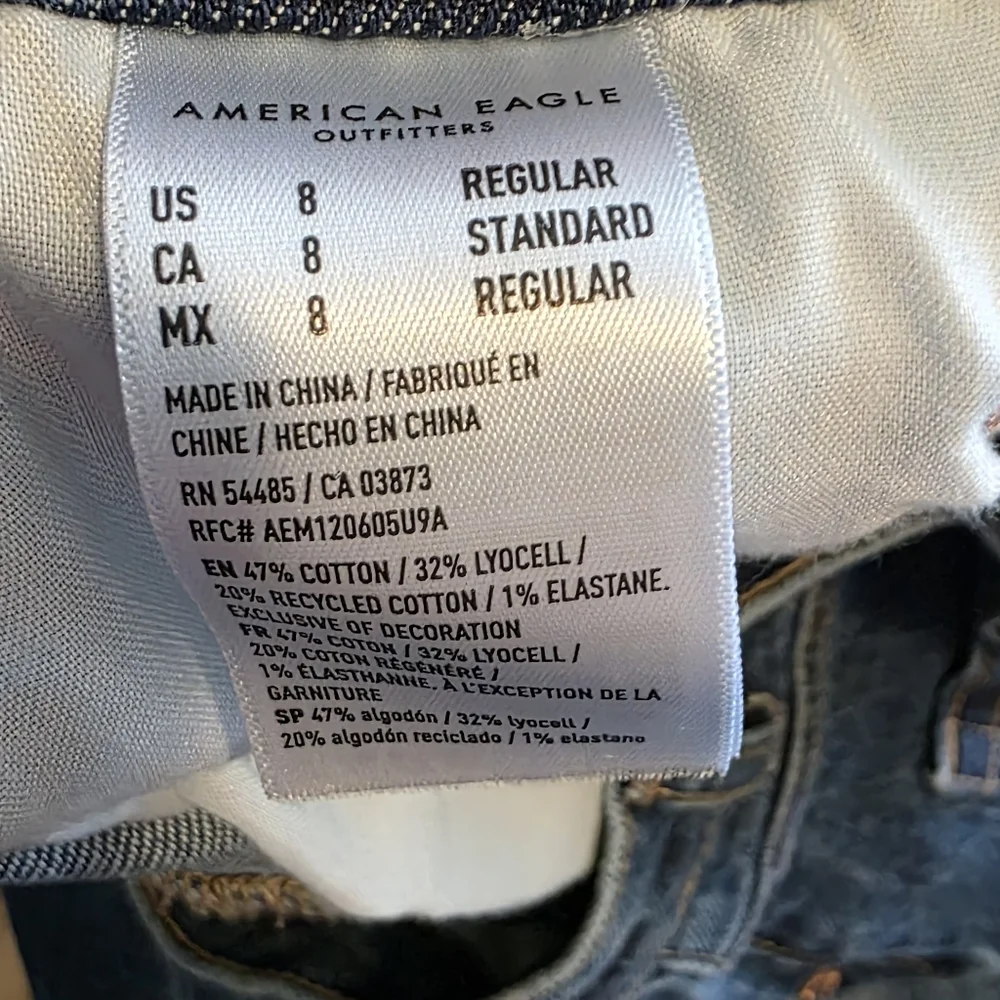 AMERICAN EAGLE
OUTFITTERS
US 8 REGULAR
CA 8 STANDARD
MX 8 REGULAR
MADE IN CHINA / FABRIQUÉ EN
CHINE / HECHO EN CHINA
RN 54485 / CA 03873
RFC# AEM120605U9A
EN 47% COTTON / 32% LYOCELL /
20% RECYCLED COTTON / 1% ELASTANE.
EXCLUSIVE OF DECORATION
FR 47% COTON / 32% LYOCELL /
20% COTON RÉGÉNÉRÉ /
1% ÉLASTHANNE. À L'EXCEPTION DE LA
GARNITURE
SP 47% algodón / 32% lyocell /
20% algodón reciclado / 1% elastano